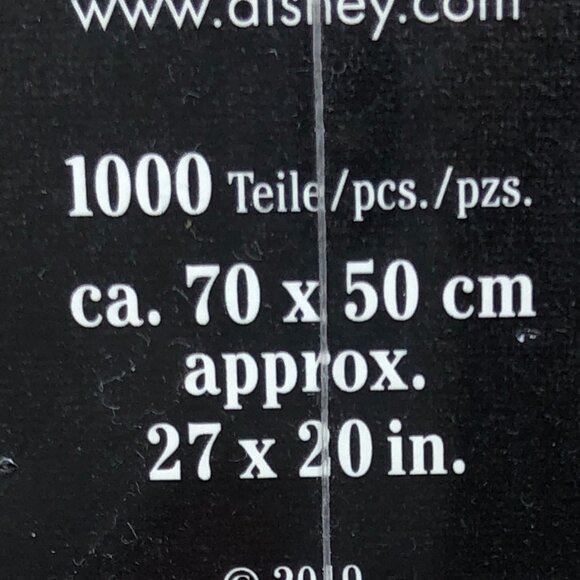 www.disney.com
1000 Teile/pcs./pzs.
ca. 70 x 50 cm
approx.
27 x 20 in.
©